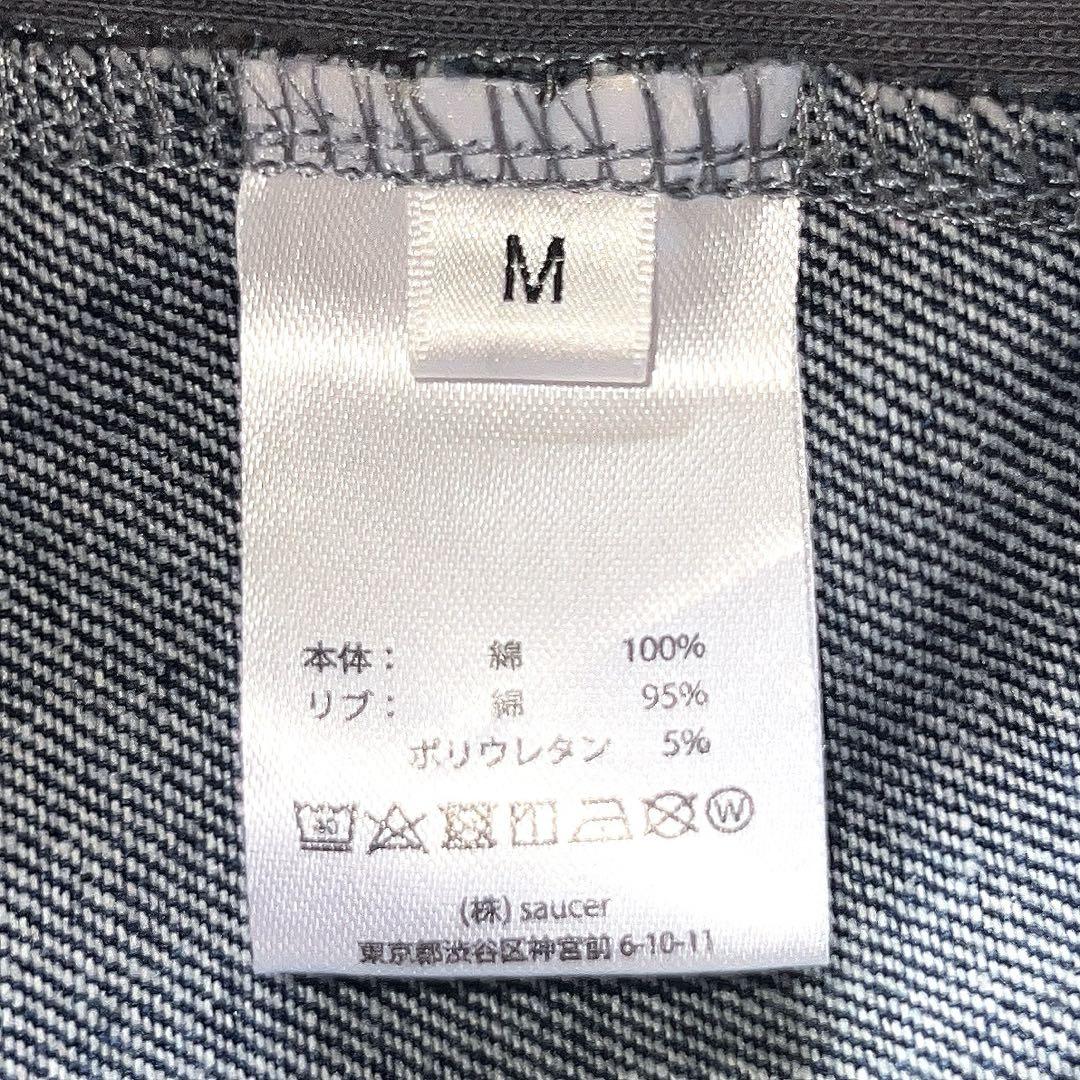 M
本体： 綿 100%
リブ： 綿 95%
ポリウレタン 5%
40 W
(株) saucer
東京都渋谷区神宮前 6-10-11